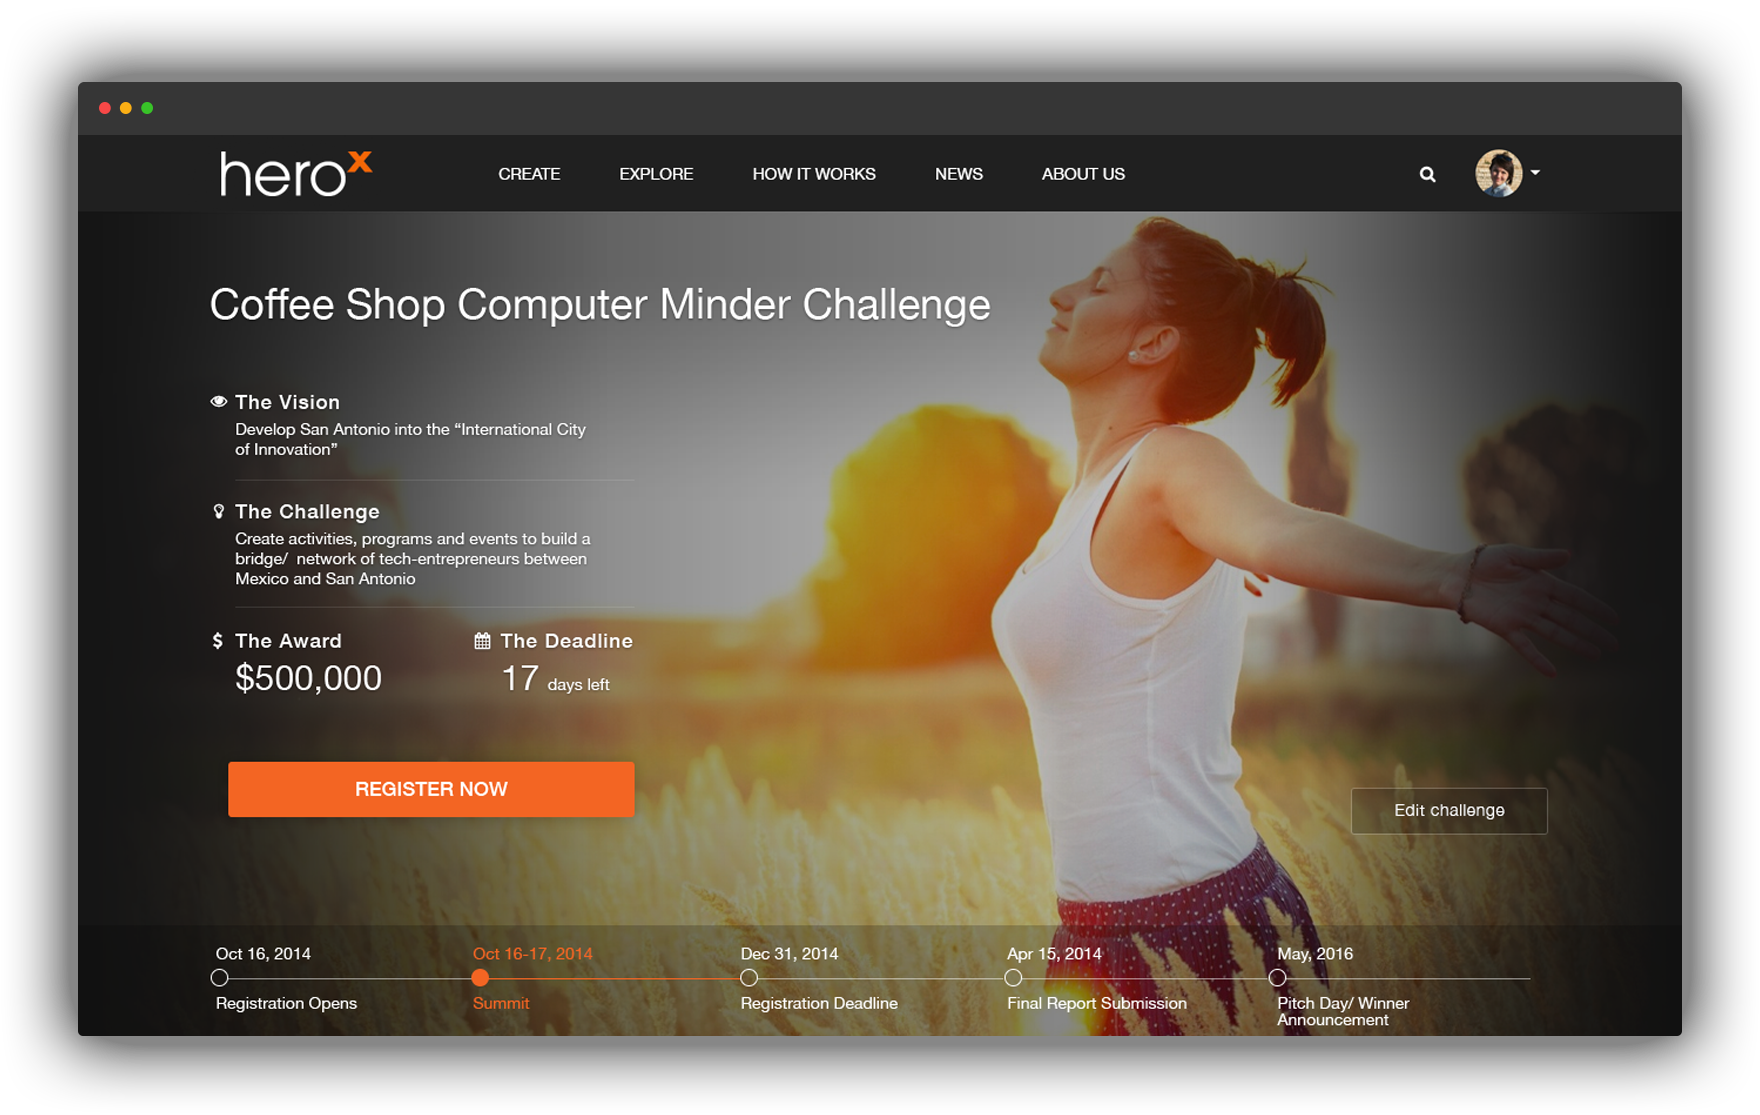 herox
CREATE EXPLORE HOW IT WORKS NEWS ABOUT US
Coffee Shop Computer Minder Challenge
The Vision
Develop San Antonio into the “International City
of Innovation”
The Challenge
Create activities, programs and events to build a
bridge/ network of tech-entrepreneurs between
Mexico and San Antonio
$ The Award
$500,000
The Deadline
17 days left
REGISTER NOW
Edit challenge
Oct 16, 2014
Registration Opens
Oct 16-17, 2014
Summit
Dec 31, 2014
Registration Deadline
Apr 15, 2014
Final Report Submission
May, 2016
Pitch Day/ Winner
Announcement